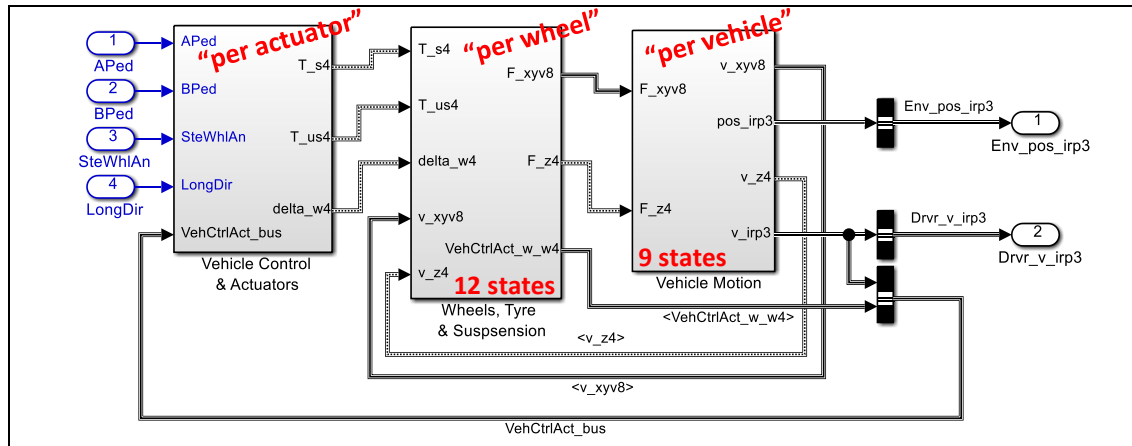 1
APed
2
BPed
3
SteWhlAn
4
LongDir
“per actuator”
APed
T_s4
BPed
T_us4
SteWhlAn
LongDir
delta_w4
VehCtrlAct_bus
Vehicle Control
& Actuators
“per wheel”
T_s4
F_xyv8
T_us4
delta_w4
F_z4
v_xyv8
VehCtrlAct_w_w4
v_z4
12 states
Wheels, Tyre
& Suspsension
“per vehicle”
v_xyv8
F_xyv8
pos_irp3
v_z4
F_z4
v_irp3
9 states
Vehicle Motion
Env_pos_irp3
1
Env_pos_irp3
Drvr_v_irp3
2
Drvr_v_irp3
<VehCtrlAct_w_w4>
<v_z4>
<v_xyv8>
VehCtrlAct_bus